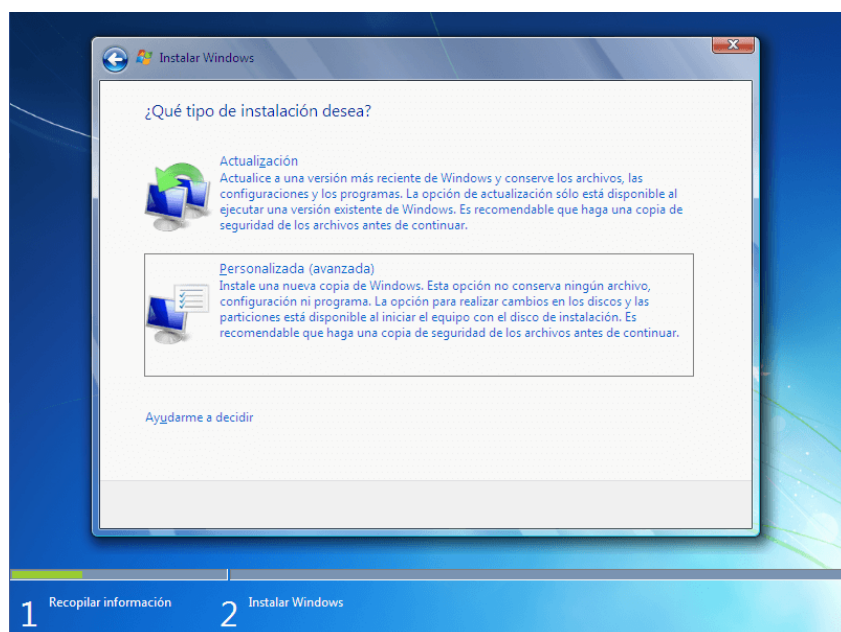 Instalar Windows
X
¿Qué tipo de instalación desea?
Actualización
Actualice a una versión más reciente de Windows y conserve los archivos, las
configuraciones y los programas. La opción de actualización sólo está disponible al
ejecutar una versión existente de Windows. Es recomendable que haga una copia de
seguridad de los archivos antes de continuar.
Personalizada (avanzada)
Instale una nueva copia de Windows. Esta opción no conserva ningún archivo,
configuración ni programa. La opción para realizar cambios en los discos y las
particiones está disponible al iniciar el equipo con el disco de instalación. Es
recomendable que haga una copia de seguridad de los archivos antes de continuar.
Ayudarme a decidir
1 Recopilar información 2 Instalar Windows